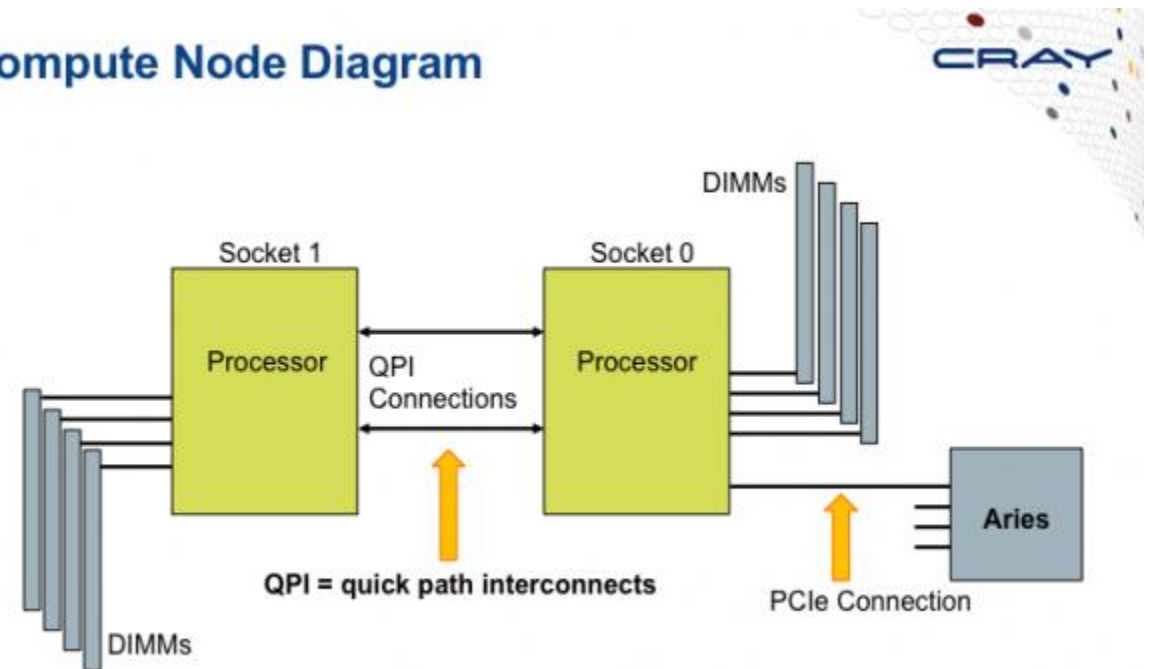 ompute Node Diagram
CRAY
DIMMs
Socket 1
Socket 0
Processor
QPI
Connections
Processor
Aries
QPI = quick path interconnects
PCIe Connection
DIMMs